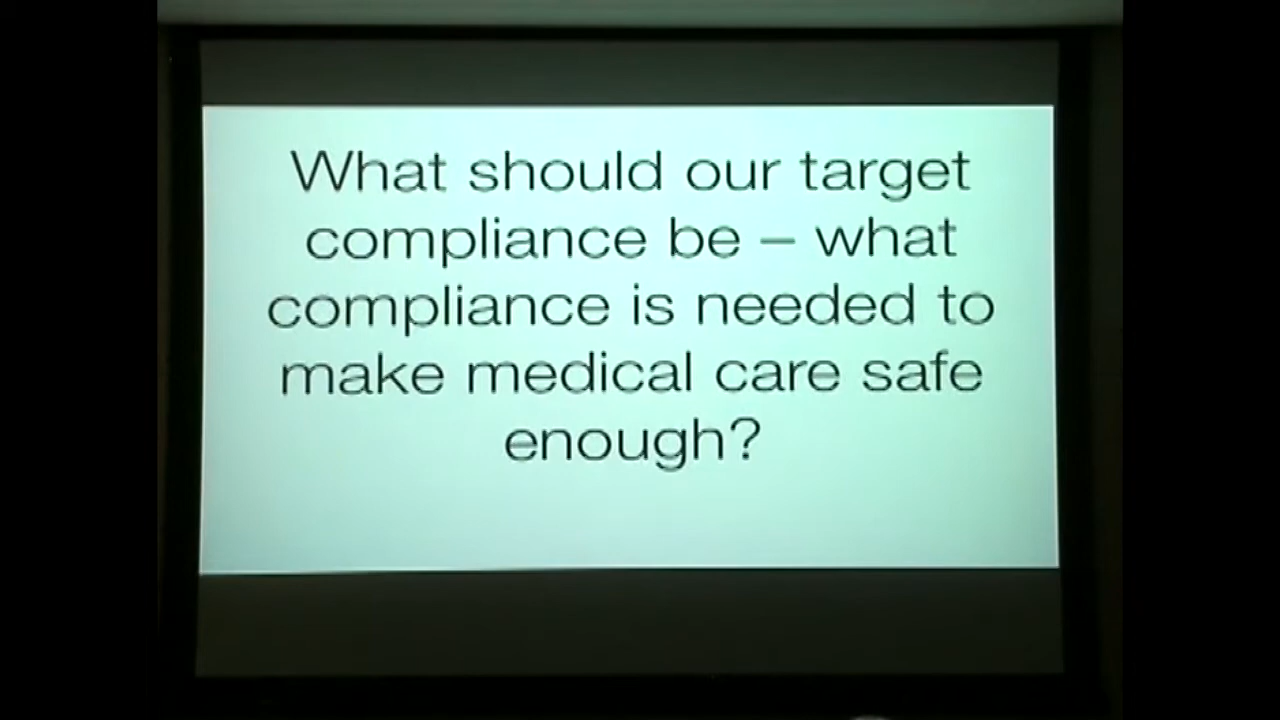 What should our target
compliance be – what
compliance is needed to
make medical care safe
enough?